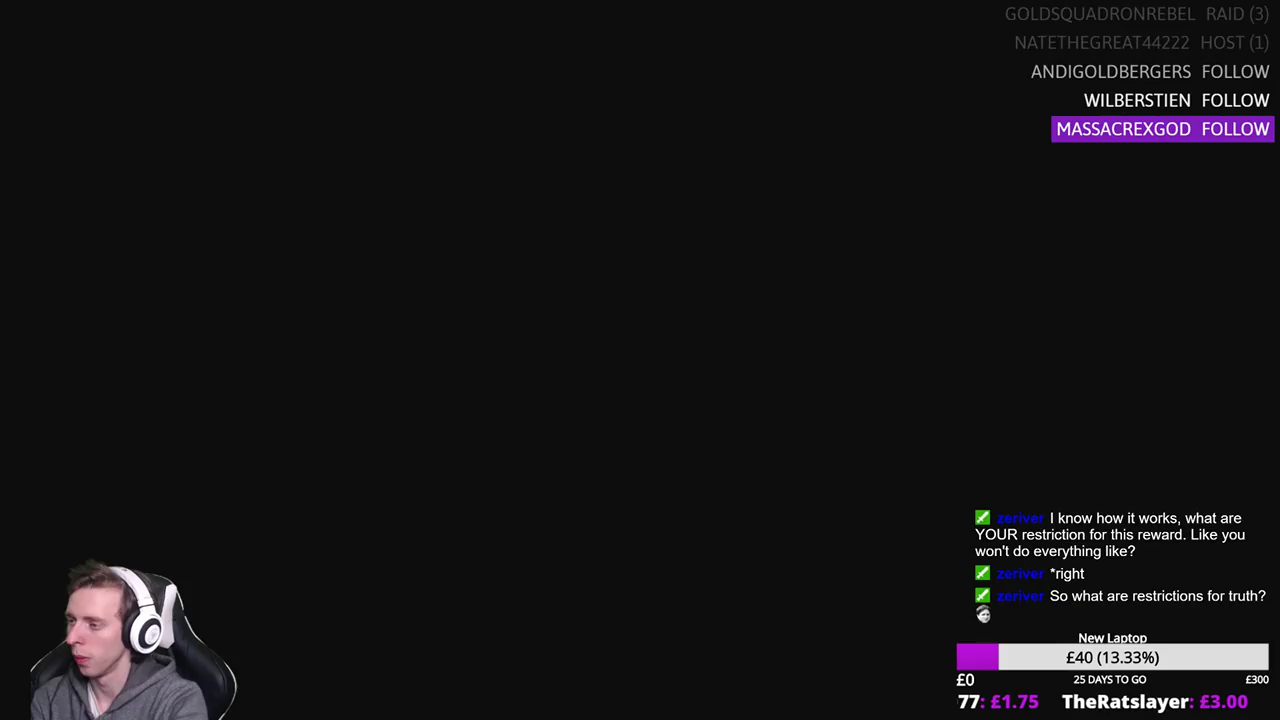 GOLDSQUADRONREBEL RAID (3)
NATETHEGREAT44222 HOST (1)
ANDIGOLDBERGERS FOLLOW
WILBERSTIEN FOLLOW
MASSACREXGOD FOLLOW
zeriver I know how it works, what are
YOUR restriction for this reward. Like you
won't do everything like?
zeriver *right
zeriver So what are restrictions for truth?
New Laptop
£40 (13.33%)
£0 25 DAYS TO GO £300
77: £1.75 TheRatslayer: £3.00